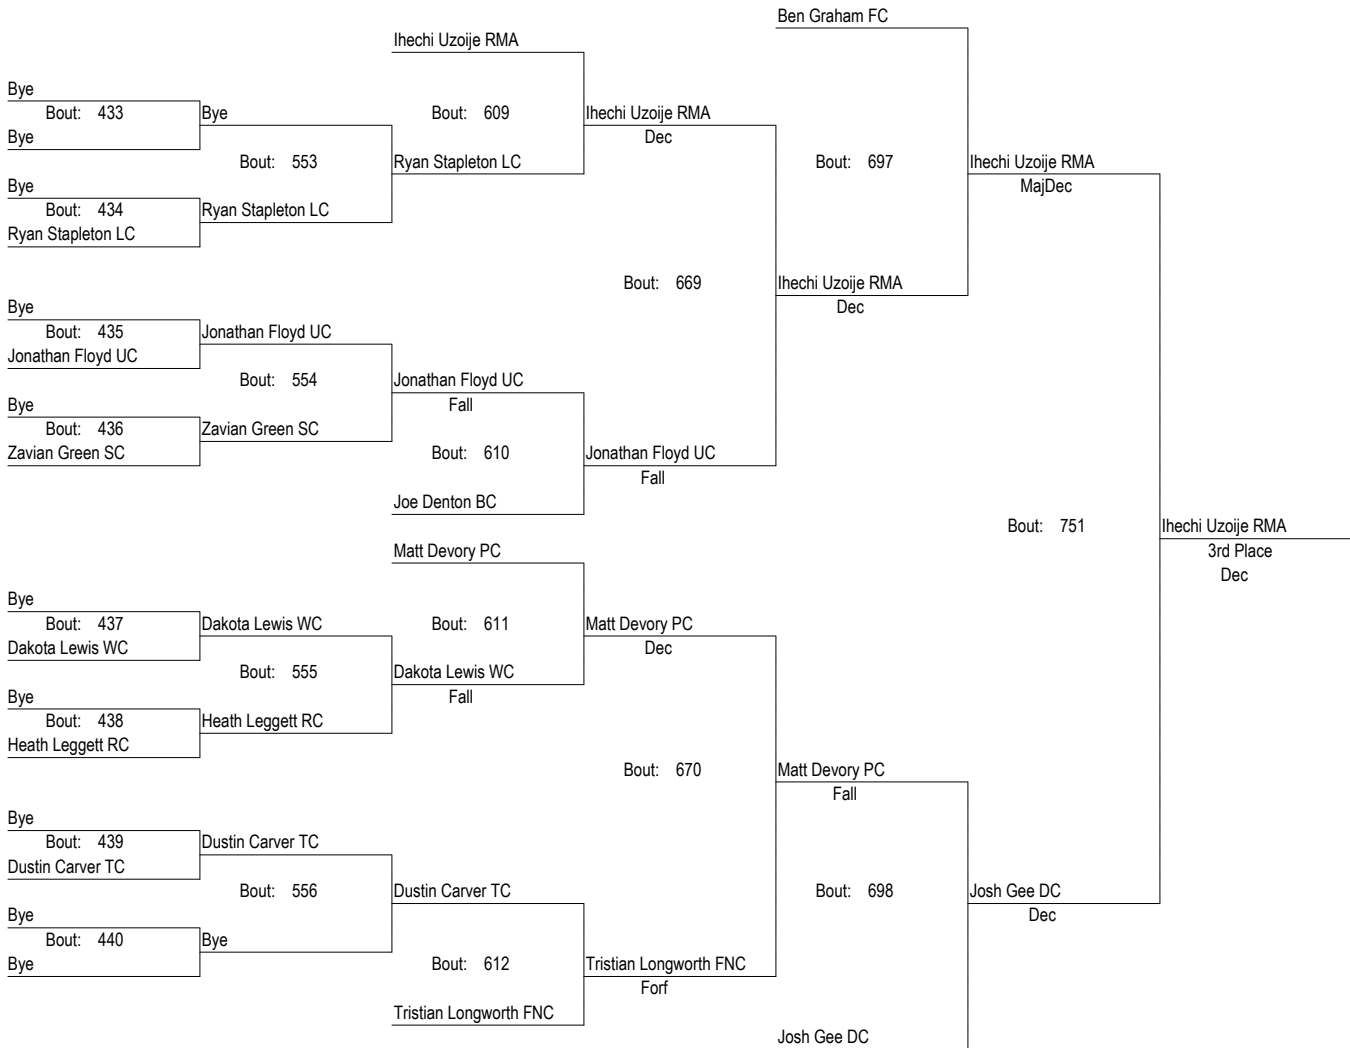 Ben Graham FC
Ihechi Uzoije RMA
Bye
Bout: 433
Bye
Bout: 609
Ihechi Uzoije RMA
Bye
Dec
Bout: 553
Ryan Stapleton LC
Bout: 697
Ihechi Uzoije RMA
Bye
MajDec
Bout: 434
Ryan Stapleton LC
Ryan Stapleton LC
Bout: 669
Ihechi Uzoije RMA
Bye
Dec
Bout: 435
Jonathan Floyd UC
Jonathan Floyd UC
Bout: 554
Jonathan Floyd UC
Bye
Fall
Bout: 436
Zavian Green SC
Zavian Green SC
Bout: 610
Jonathan Floyd UC
Fall
Joe Denton BC
Bout: 751
Ihechi Uzoije RMA
Matt Devory PC
3rd Place
Dec
Bye
Bout: 437
Dakota Lewis WC
Bout: 611
Matt Devory PC
Dakota Lewis WC
Dec
Bout: 555
Dakota Lewis WC
Bye
Fall
Bout: 438
Heath Leggett RC
Heath Leggett RC
Bout: 670
Matt Devory PC
Fall
Bye
Bout: 439
Dustin Carver TC
Dustin Carver TC
Bout: 556
Dustin Carver TC
Bout: 698
Josh Gee DC
Bye
Dec
Bout: 440
Bye
Bye
Bout: 612
Tristian Longworth FNC
Forf
Tristian Longworth FNC
Josh Gee DC